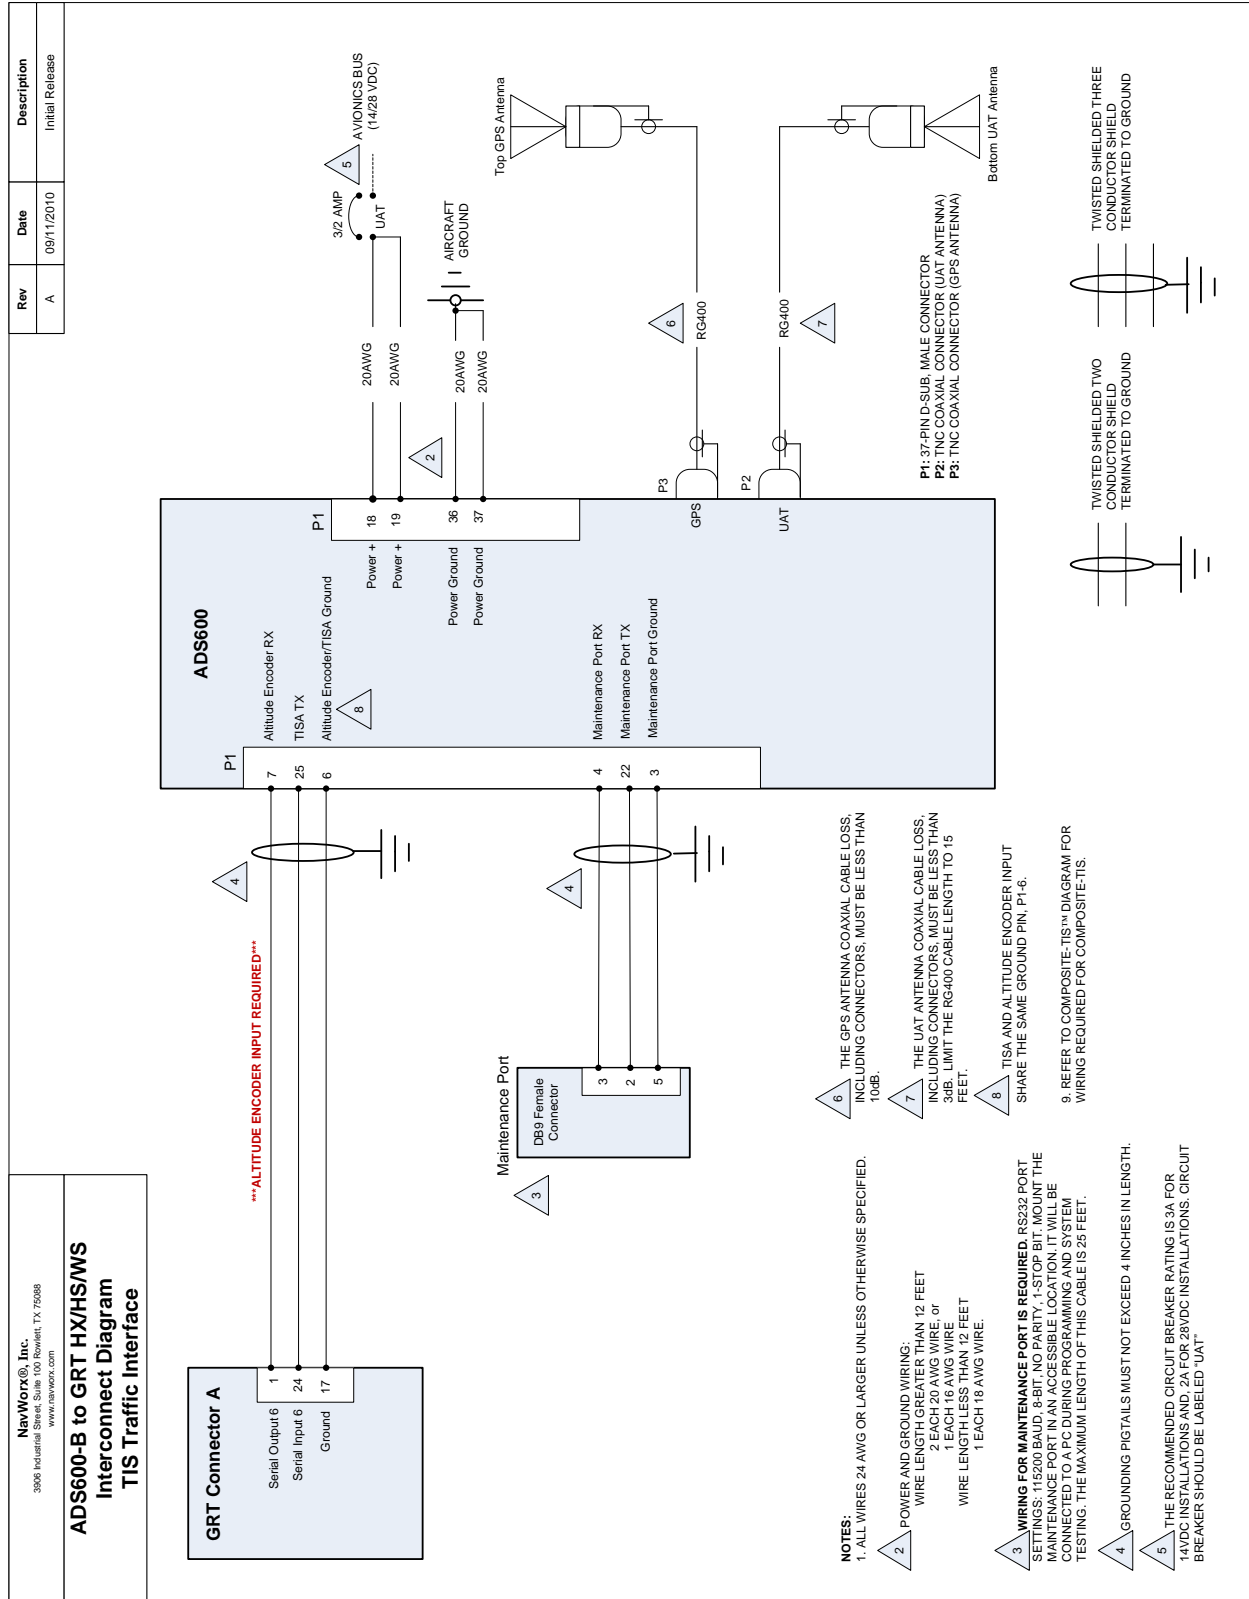 NavWorx®, Inc.
3906 Industrial Street, Suite 100 Rowlett, TX 75088
www.navworx.com
ADS600-B to GRT HX/HS/WS
Interconnect Diagram
TIS Traffic Interface
Rev
Date
Description
A
09/11/2010
Initial Release
GRT Connector A
Serial Output 6
1
Serial Input 6
24
Ground
17
***ALTITUDE ENCODER INPUT REQUIRED***
4
P1
7
Altitude Encoder RX
25
TISA TX
6
Altitude Encoder/TISA Ground
8
ADS600
P1
Power +
18
Power +
19
Power Ground
36
Power Ground
37
20AWG
20AWG
2
20AWG
20AWG
3/2 AMP
UAT
5
AVIONICS BUS
(14/28 VDC)
AIRCRAFT
GROUND
Maintenance Port
3
DB9 Female
Connector
3
2
5
4
4
Maintenance Port RX
22
Maintenance Port TX
3
Maintenance Port Ground
P3
GPS
6
RG400
Top GPS Antenna
P2
UAT
RG400
7
Bottom UAT Antenna
P1: 37-PIN D-SUB, MALE CONNECTOR
P2: TNC COAXIAL CONNECTOR (UAT ANTENNA)
P3: TNC COAXIAL CONNECTOR (GPS ANTENNA)
NOTES:
1. ALL WIRES 24 AWG OR LARGER UNLESS OTHERWISE SPECIFIED.
2
POWER AND GROUND WIRING:
WIRE LENGTH GREATER THAN 12 FEET
2 EACH 20 AWG WIRE, or
1 EACH 16 AWG WIRE
WIRE LENGTH LESS THAN 12 FEET
1 EACH 18 AWG WIRE.
3
WIRING FOR MAINTENANCE PORT IS REQUIRED. RS232 PORT
SETTINGS: 115200 BAUD, 8-BIT, NO PARITY, 1-STOP BIT. MOUNT THE
MAINTENANCE PORT IN AN ACCESSIBLE LOCATION. IT WILL BE
CONNECTED TO A PC DURING PROGRAMMING AND SYSTEM
TESTING. THE MAXIMUM LENGTH OF THIS CABLE IS 25 FEET.
4
GROUNDING PIGTAILS MUST NOT EXCEED 4 INCHES IN LENGTH.
5
THE RECOMMENDED CIRCUIT BREAKER RATING IS 3A FOR
14VDC INSTALLATIONS AND, 2A FOR 28VDC INSTALLATIONS. CIRCUIT
BREAKER SHOULD BE LABELED “UAT”
6
THE GPS ANTENNA COAXIAL CABLE LOSS,
INCLUDING CONNECTORS, MUST BE LESS THAN
10dB.
7
THE UAT ANTENNA COAXIAL CABLE LOSS,
INCLUDING CONNECTORS, MUST BE LESS THAN
3dB. LIMIT THE RG400 CABLE LENGTH TO 15
FEET.
8
TISA AND ALTITUDE ENCODER INPUT
SHARE THE SAME GROUND PIN, P1-6.
9. REFER TO COMPOSITE-TIS™ DIAGRAM FOR
WIRING REQUIRED FOR COMPOSITE-TIS.
TWISTED SHIELDED TWO
CONDUCTOR SHIELD
TERMINATED TO GROUND
TWISTED SHIELDED THREE
CONDUCTOR SHIELD
TERMINATED TO GROUND